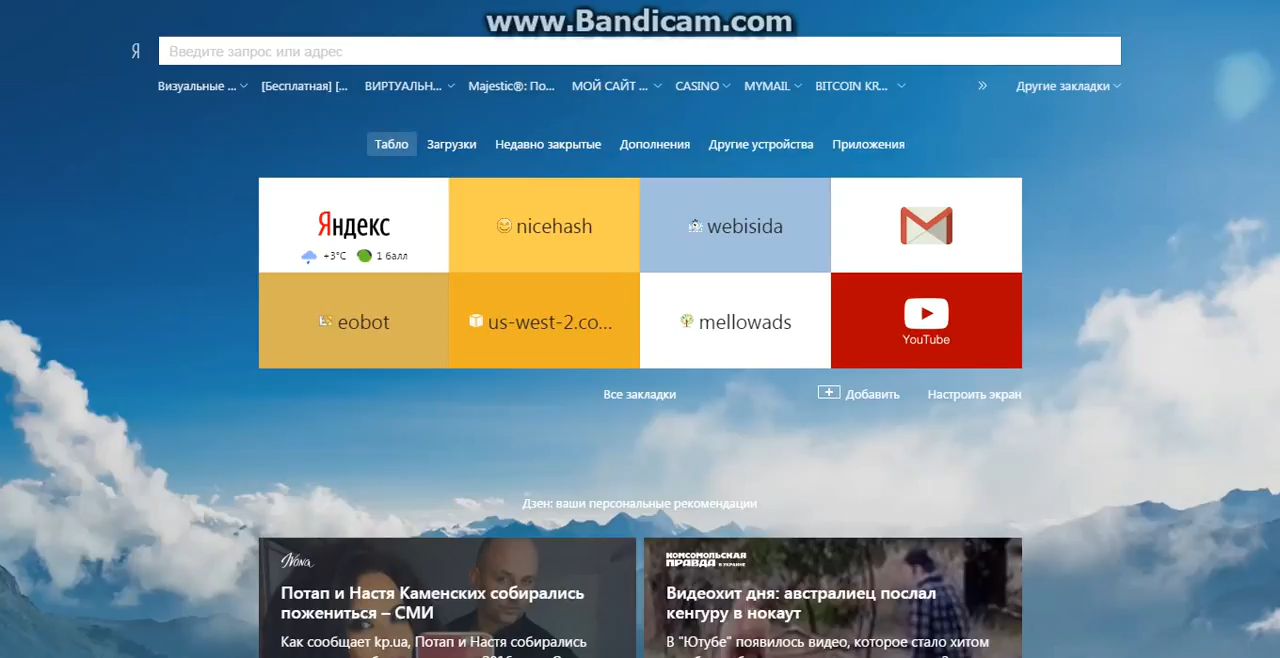 www.Bandicam.com
Я Введите запрос или адрес
Визуальные ... [Бесплатная] [... ВИРТУАЛЬН... Majestic®: По... МОЙ САЙТ ... CASINO MYMAIL BITCOIN KR... » Другие закладки
Табло Загрузки Недавно закрытые Дополнения Другие устройства Приложения
Яндекс nicehash webisida
+3°C 1 балл
eobot us-west-2.co... mellowads YouTube
Все закладки Добавить Настроить экран
Дзен: ваши персональные рекомендации
КОМСОМОЛЬСКАЯ
ПРАВДА В УКРАИНЕ
Потап и Настя Каменских собирались
пожениться – СМИ
Как сообщает kp.ua, Потап и Настя собирались
Видеохит дня: австралиец послал
кенгуру в нокаут
В "Ютубе" появилось видео, которое стало хитом